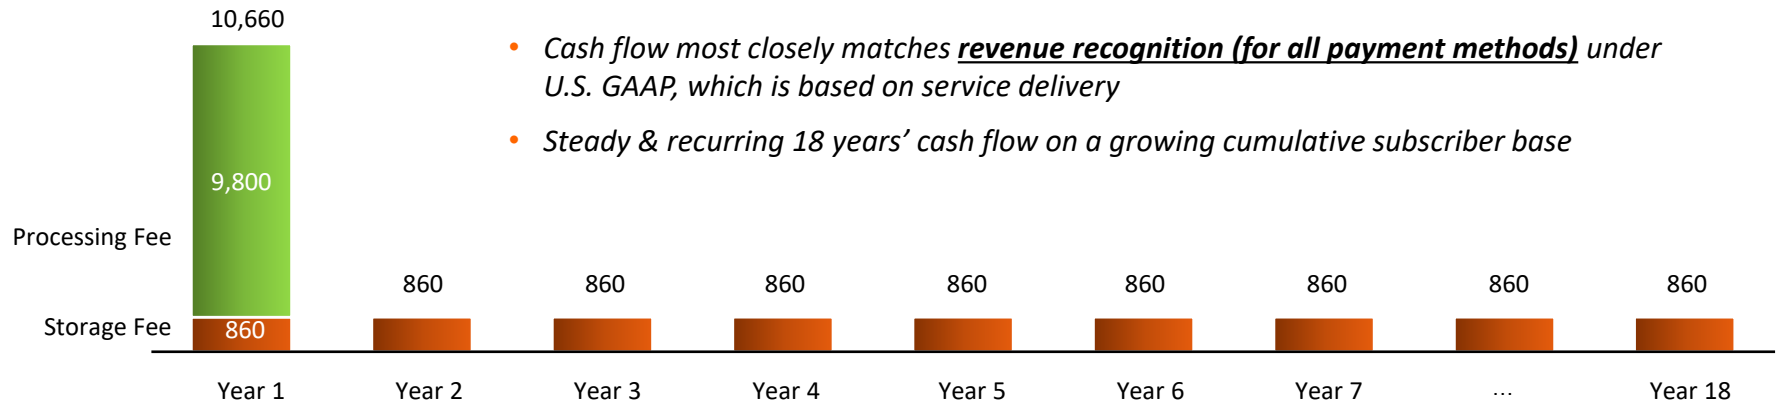 10,660
• Cash flow most closely matches revenue recognition (for all payment methods) under
U.S. GAAP, which is based on service delivery
• Steady & recurring 18 years’ cash flow on a growing cumulative subscriber base
9,800
Processing Fee
860 860 860 860 860 860 860 860
Storage Fee 860
Year 1 Year 2 Year 3 Year 4 Year 5 Year 6 Year 7 … Year 18